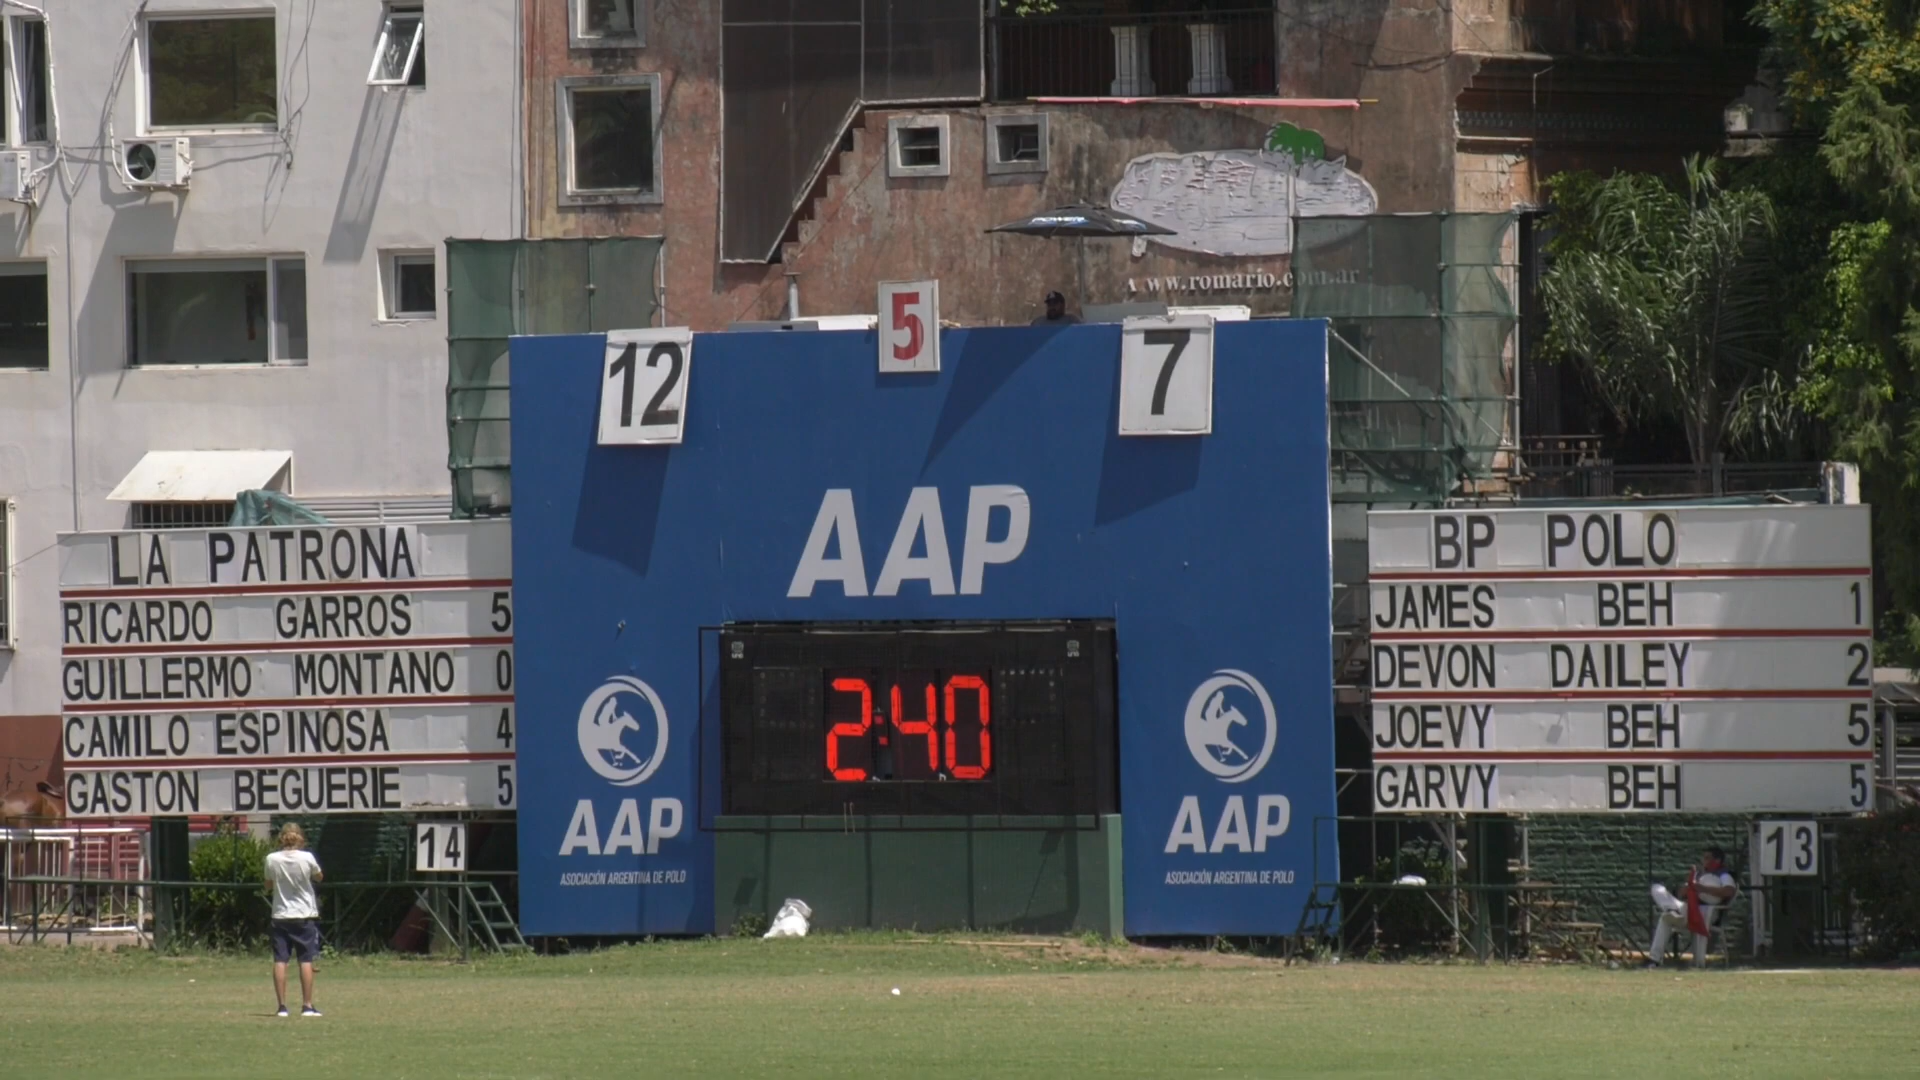 POWER
www.romario.com.ar
12
5
7
AAP
LA PATRONA
RICARDO GARROS 5
GUILLERMO MONTANO 0
CAMILO ESPINOSA 4
GASTON BEGUERIE 5
14
2:40
AAP
ASOCIACIÓN ARGENTINA DE POLO
AAP
ASOCIACIÓN ARGENTINA DE POLO
BP POLO
JAMES BEH 1
DEVON DAILEY 2
JOEVY BEH 5
GARVY BEH 5
13